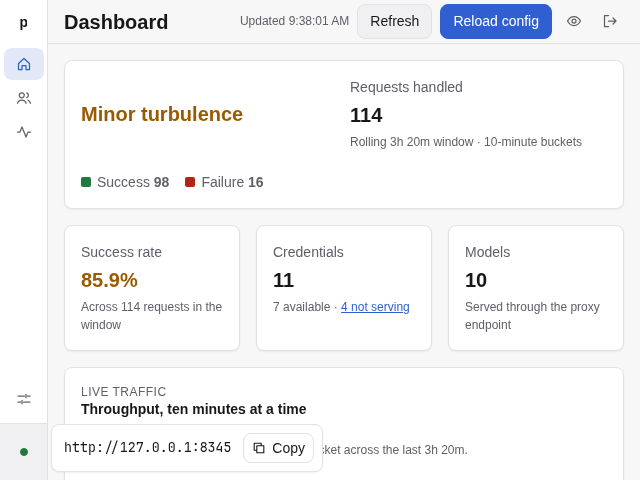 p
Dashboard
Updated 9:38:01 AM
Refresh
Reload config
Minor turbulence
Requests handled
114
Rolling 3h 20m window · 10-minute buckets
Success 98 Failure 16
Success rate
85.9%
Across 114 requests in the
window
Credentials
11
7 available · 4 not serving
Models
10
Served through the proxy
endpoint
LIVE TRAFFIC
Throughput, ten minutes at a time
across the last 3h 20m.
http://127.0.0.1:8345
Copy